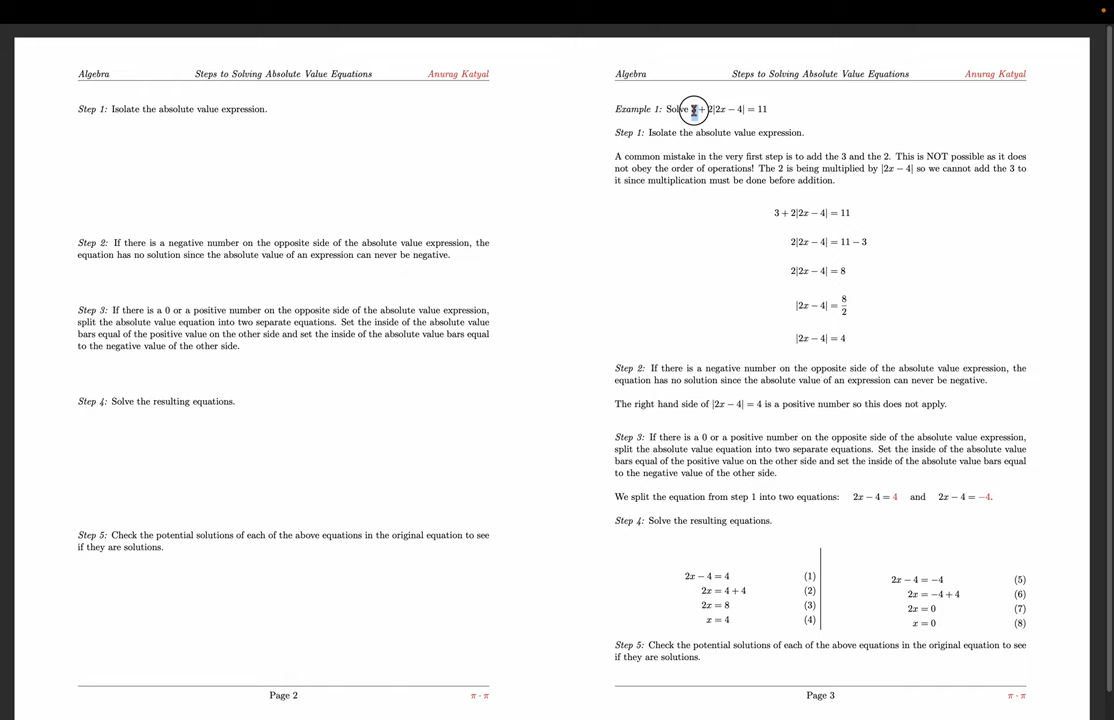 Algebra Steps to Solving Absolute Value Equations Anurag Katyal
Step 1: Isolate the absolute value expression.
Step 2: If there is a negative number on the opposite side of the absolute value expression, the
equation has no solution since the absolute value of an expression can never be negative.
Step 3: If there is a 0 or a positive number on the opposite side of the absolute value expression,
split the absolute value equation into two separate equations. Set the inside of the absolute value
bars equal of the positive value on the other side and set the inside of the absolute value bars equal
to the negative value of the other side.
Step 4: Solve the resulting equations.
Step 5: Check the potential solutions of each of the above equations in the original equation to see
if they are solutions.
Page 2 π · π
Algebra Steps to Solving Absolute Value Equations Anurag Katyal
Example 1: Solve 3 + 2|2x − 4| = 11
Step 1: Isolate the absolute value expression.
A common mistake in the very first step is to add the 3 and the 2. This is NOT possible as it does
not obey the order of operations! The 2 is being multiplied by |2x − 4| so we cannot add the 3 to
it since multiplication must be done before addition.
3 + 2|2x − 4| = 11
2|2x − 4| = 11 − 3
2|2x − 4| = 8
|2x − 4| = 8/2
|2x − 4| = 4
Step 2: If there is a negative number on the opposite side of the absolute value expression, the
equation has no solution since the absolute value of an expression can never be negative.
The right hand side of |2x − 4| = 4 is a positive number so this does not apply.
Step 3: If there is a 0 or a positive number on the opposite side of the absolute value expression,
split the absolute value equation into two separate equations. Set the inside of the absolute value
bars equal of the positive value on the other side and set the inside of the absolute value bars equal
to the negative value of the other side.
We split the equation from step 1 into two equations: 2x − 4 = 4 and 2x − 4 = −4.
Step 4: Solve the resulting equations.
2x − 4 = 4 (1)
2x = 4 + 4 (2)
2x = 8 (3)
x = 4 (4)
2x − 4 = −4 (5)
2x = −4 + 4 (6)
2x = 0 (7)
x = 0 (8)
Step 5: Check the potential solutions of each of the above equations in the original equation to see
if they are solutions.
Page 3 π · π